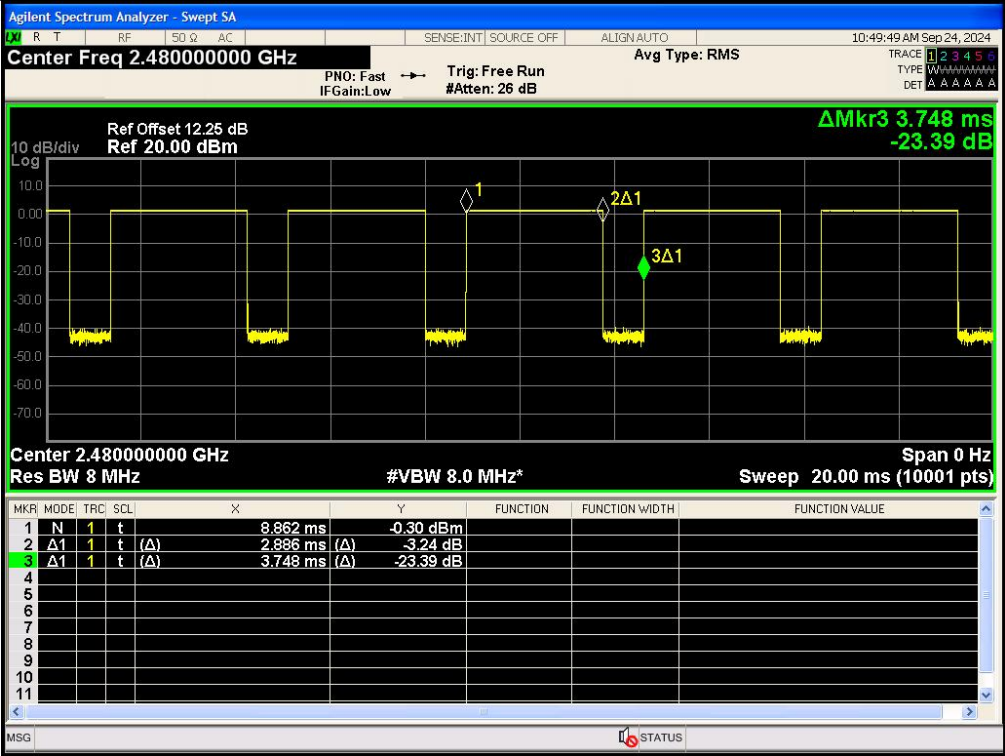 Agilent Spectrum Analyzer - Swept SA
LXI R T RF 50 Ω AC SENSE:INT SOURCE OFF ALIGN AUTO 10:49:49 AM Sep 24, 2024
Center Freq 2.480000000 GHz
PNO: Fast
IFGain:Low
Trig: Free Run
#Atten: 26 dB
Avg Type: RMS
TRACE 1 2 3 4 5 6
TYPE W
DET A A A A A A
ΔMkr3 3.748 ms
-23.39 dB
Ref Offset 12.25 dB
10 dB/div Ref 20.00 dBm
Log
10.0
0.00
-10.0
-20.0
-30.0
-40.0
-50.0
-60.0
-70.0
1
2Δ1
3Δ1
Center 2.480000000 GHz Span 0 Hz
Res BW 8 MHz #VBW 8.0 MHz* Sweep 20.00 ms (10001 pts)
MKR MODE TRC SCL X Y FUNCTION FUNCTION WIDTH FUNCTION VALUE
1 N 1 t 8.862 ms -0.30 dBm
2 Δ1 1 t (Δ) 2.886 ms (Δ) -3.24 dB
3 Δ1 1 t (Δ) 3.748 ms (Δ) -23.39 dB
4
5
6
7
8
9
10
11
MSG STATUS